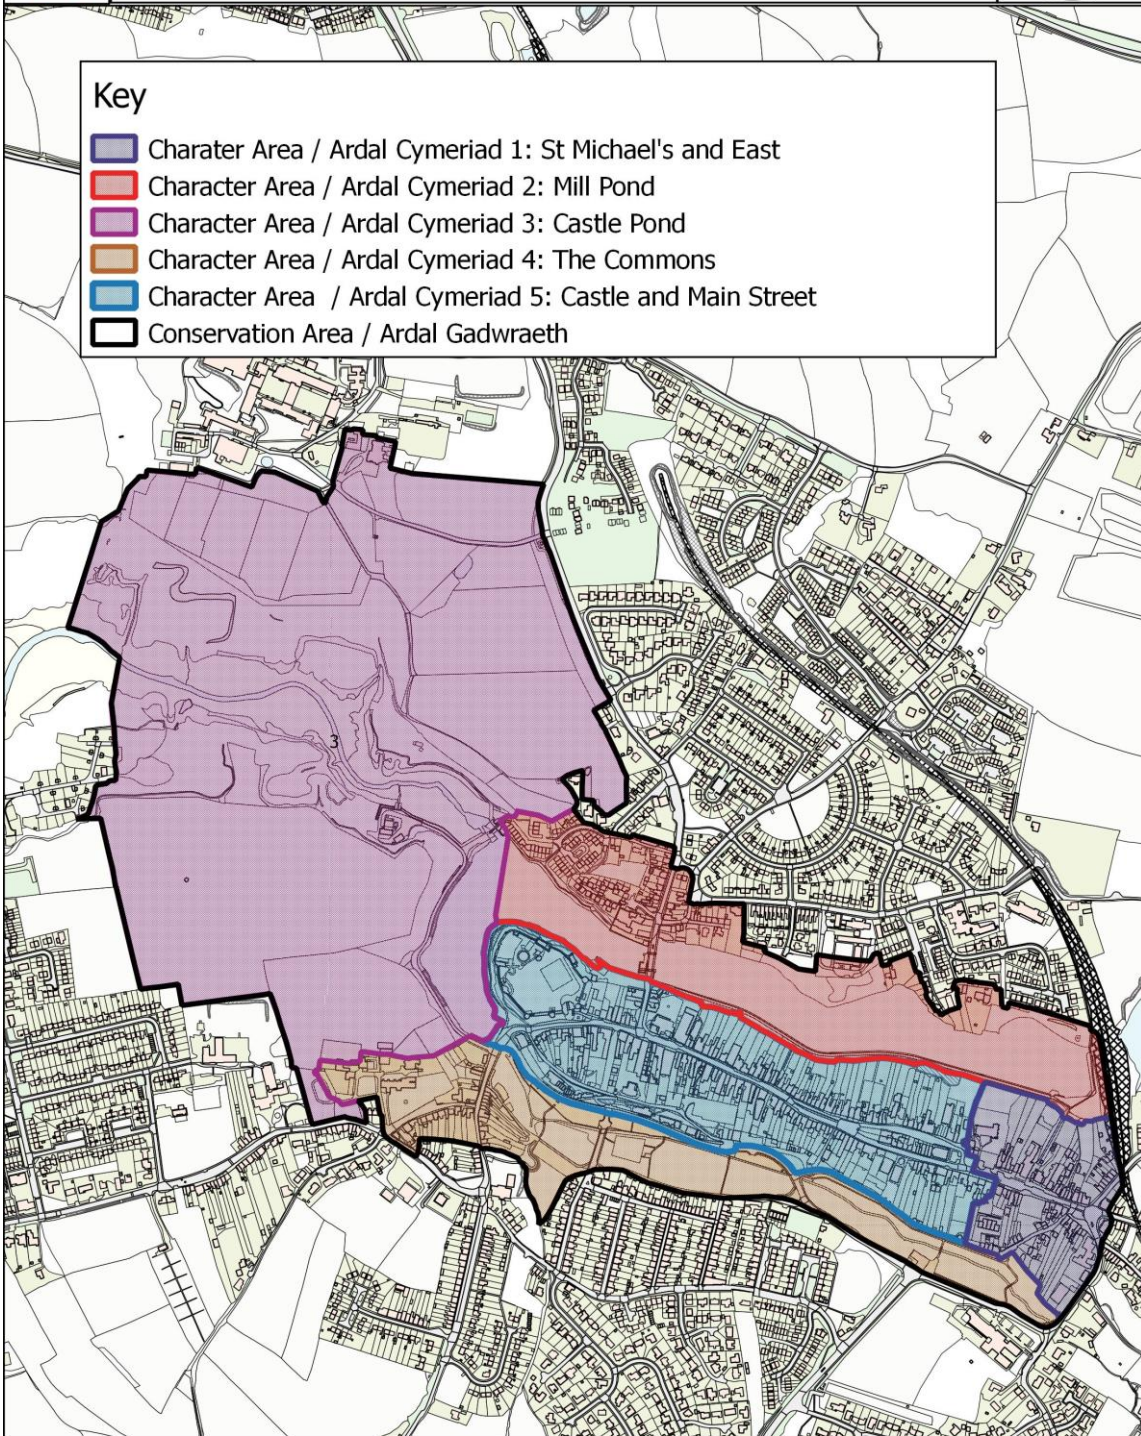 Key
Charater Area / Ardal Cymeriad 1: St Michael's and East
Character Area / Ardal Cymeriad 2: Mill Pond
Character Area / Ardal Cymeriad 3: Castle Pond
Character Area / Ardal Cymeriad 4: The Commons
Character Area / Ardal Cymeriad 5: Castle and Main Street
Conservation Area / Ardal Gadwraeth
3